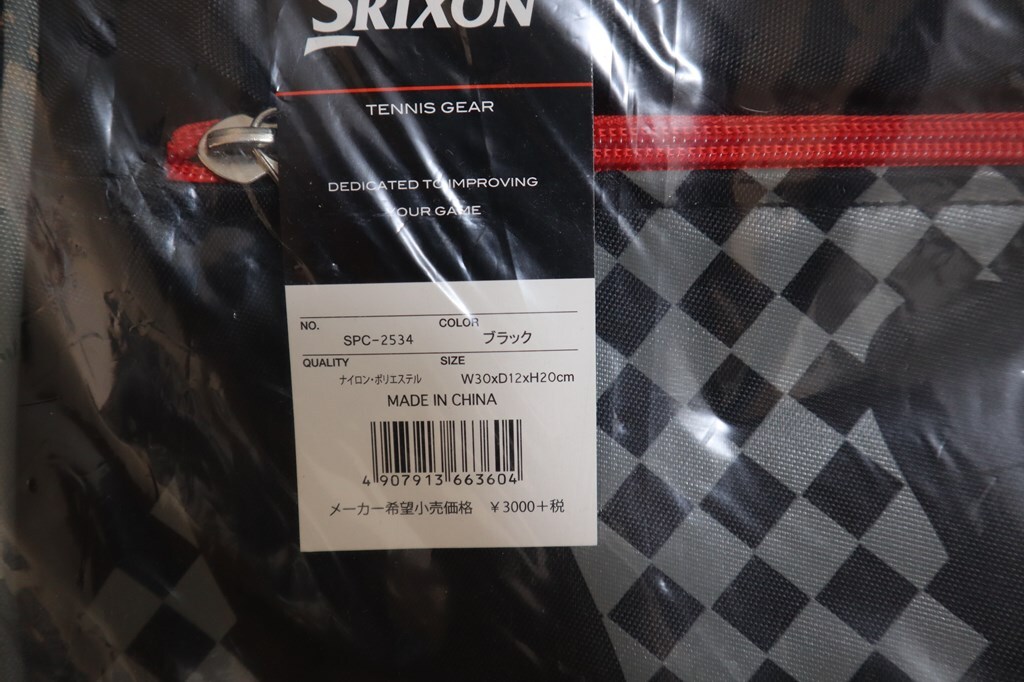 SRIXON
TENNIS GEAR
DEDICATED TO IMPROVING
YOUR GAME
NO. SPC-2534 COLOR ブラック
QUALITY SIZE
ナイロン・ポリエステル W30xD12xH20cm
MADE IN CHINA
4 907913 663604
メーカー希望小売価格 ¥3000+税